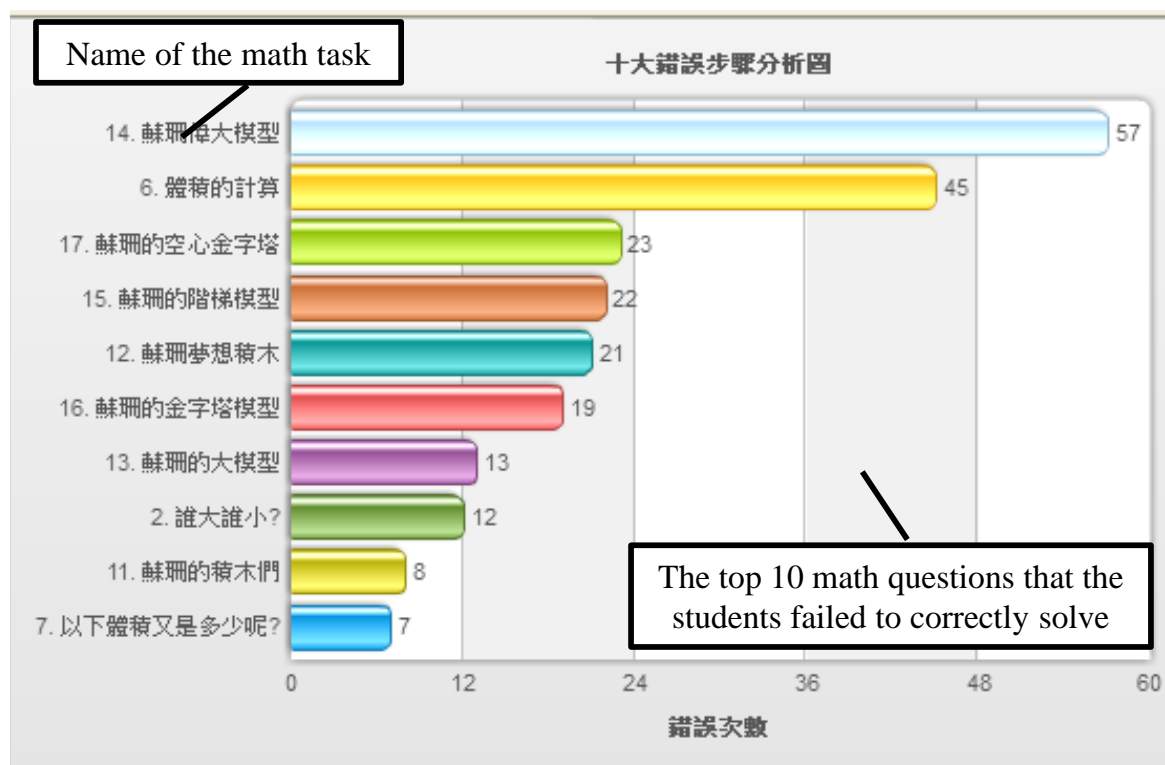 Name of the math task
十大錯誤步驟分析圖
14. 蘇珊偉大模型
57
6. 體積的計算
45
17. 蘇珊的空心金字塔
23
15. 蘇珊的階梯模型
22
12. 蘇珊夢想積木
21
16. 蘇珊的金字塔模型
19
13. 蘇珊的大模型
13
2. 誰大誰小?
12
11. 蘇珊的積木們
8
7. 以下體積又是多少呢?
7
The top 10 math questions that the
students failed to correctly solve
0 12 24 36 48 60
錯誤次數